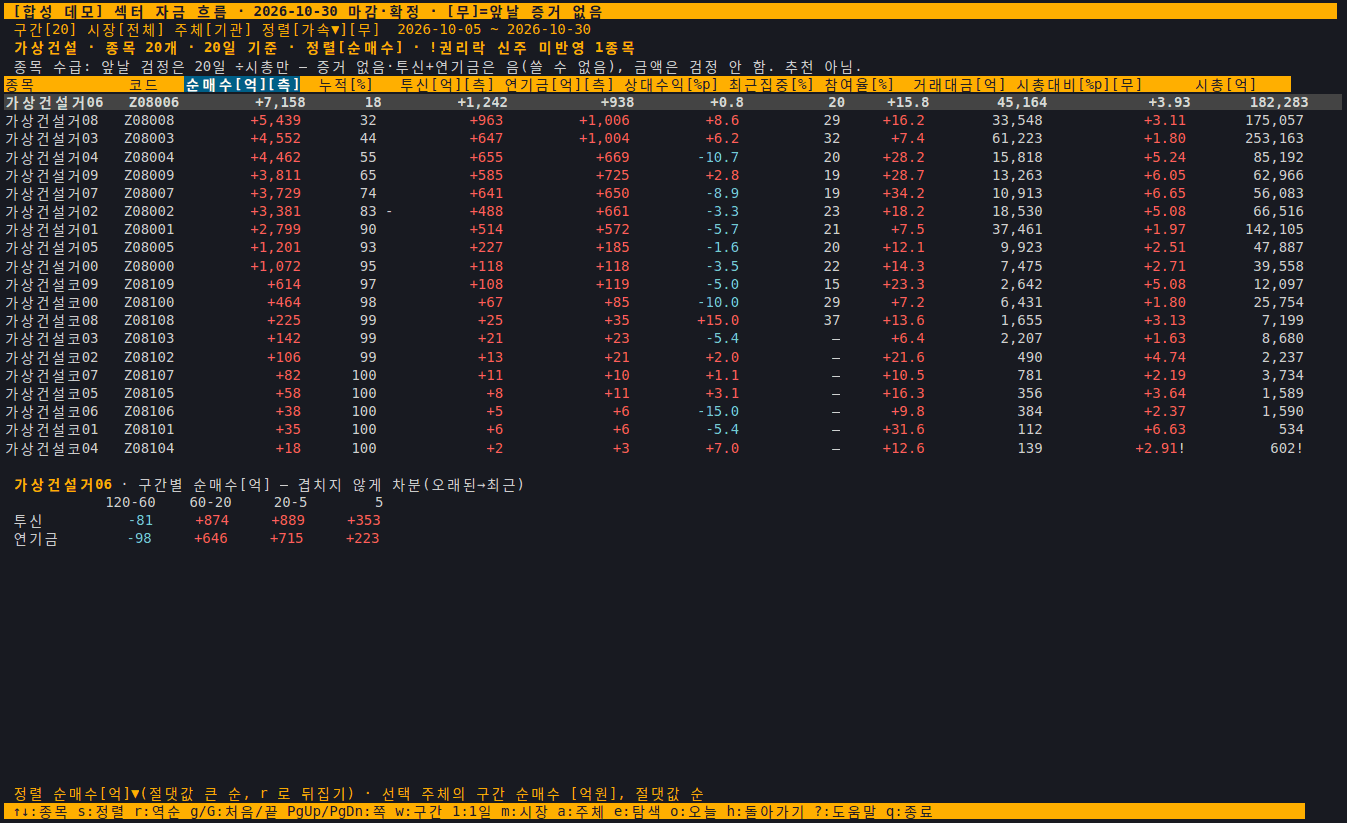 [합성 데모] 섹터 자금 흐름 · 2026-10-30 마감·확정 · [무]=앞날 증거 없음
구간[20] 시장[전체] 주체[기관] 정렬[가속▼][무]  2026-10-05 ~ 2026-10-30
가상건설 · 종목 20개 · 20일 기준 · 정렬[순매수] · !권리락 신주 미반영 1종목
종목 수급: 앞날 검정은 20일 ÷시총만 — 증거 없음·투신+연기금은 음(쓸 수 없음), 금액은 검정 안 함. 추천 아님.
종목 코드 순매수[억][측] 누적[%] 투신[억][측] 연기금[억][측] 상대수익[%p] 최근집중[%] 참여율[%] 거래대금[억] 시총대비[%p][무] 시총[억]
가상건설거06 Z08006 +7,158 18 +1,242 +938 +0.8 20 +15.8 45,164 +3.93 182,283
가상건설거08 Z08008 +5,439 32 +963 +1,006 +8.6 29 +16.2 33,548 +3.11 175,057
가상건설거03 Z08003 +4,552 44 +647 +1,004 +6.2 32 +7.4 61,223 +1.80 253,163
가상건설거04 Z08004 +4,462 55 +655 +669 -10.7 20 +28.2 15,818 +5.24 85,192
가상건설거09 Z08009 +3,811 65 +585 +725 +2.8 19 +28.7 13,263 +6.05 62,966
가상건설거07 Z08007 +3,729 74 +641 +650 -8.9 19 +34.2 10,913 +6.65 56,083
가상건설거02 Z08002 +3,381 83 - +488 +661 -3.3 23 +18.2 18,530 +5.08 66,516
가상건설거01 Z08001 +2,799 90 +514 +572 -5.7 21 +7.5 37,461 +1.97 142,105
가상건설거05 Z08005 +1,201 93 +227 +185 -1.6 20 +12.1 9,923 +2.51 47,887
가상건설거00 Z08000 +1,072 95 +118 +118 -3.5 22 +14.3 7,475 +2.71 39,558
가상건설코09 Z08109 +614 97 +108 +119 -5.0 15 +23.3 2,642 +5.08 12,097
가상건설코00 Z08100 +464 98 +67 +85 -10.0 29 +7.2 6,431 +1.80 25,754
가상건설코08 Z08108 +225 99 +25 +35 +15.0 37 +13.6 1,655 +3.13 7,199
가상건설코03 Z08103 +142 99 +21 +23 -5.4 — +6.4 2,207 +1.63 8,680
가상건설코02 Z08102 +106 99 +13 +21 +2.0 — +21.6 490 +4.74 2,237
가상건설코07 Z08107 +82 100 +11 +10 +1.1 — +10.5 781 +2.19 3,734
가상건설코05 Z08105 +58 100 +8 +11 +3.1 — +16.3 356 +3.64 1,589
가상건설코06 Z08106 +38 100 +5 +6 -15.0 — +9.8 384 +2.37 1,590
가상건설코01 Z08101 +35 100 +6 +6 -5.4 — +31.6 112 +6.63 534
가상건설코04 Z08104 +18 100 +2 +3 +7.0 — +12.6 139 +2.91! 602!
가상건설거06 · 구간별 순매수[억] — 겹치지 않게 차분(오래된→최근)
120-60 60-20 20-5 5
투신 -81 +874 +889 +353
연기금 -98 +646 +715 +223
정렬 순매수[억]▼(절댓값 큰 순, r 로 뒤집기) · 선택 주체의 구간 순매수 [억원], 절댓값 순
↑↓:종목 s:정렬 r:역순 g/G:처음/끝 PgUp/PgDn:쪽 w:구간 1:1일 m:시장 a:주체 e:탐색 o:오늘 h:돌아가기 ?:도움말 q:종료